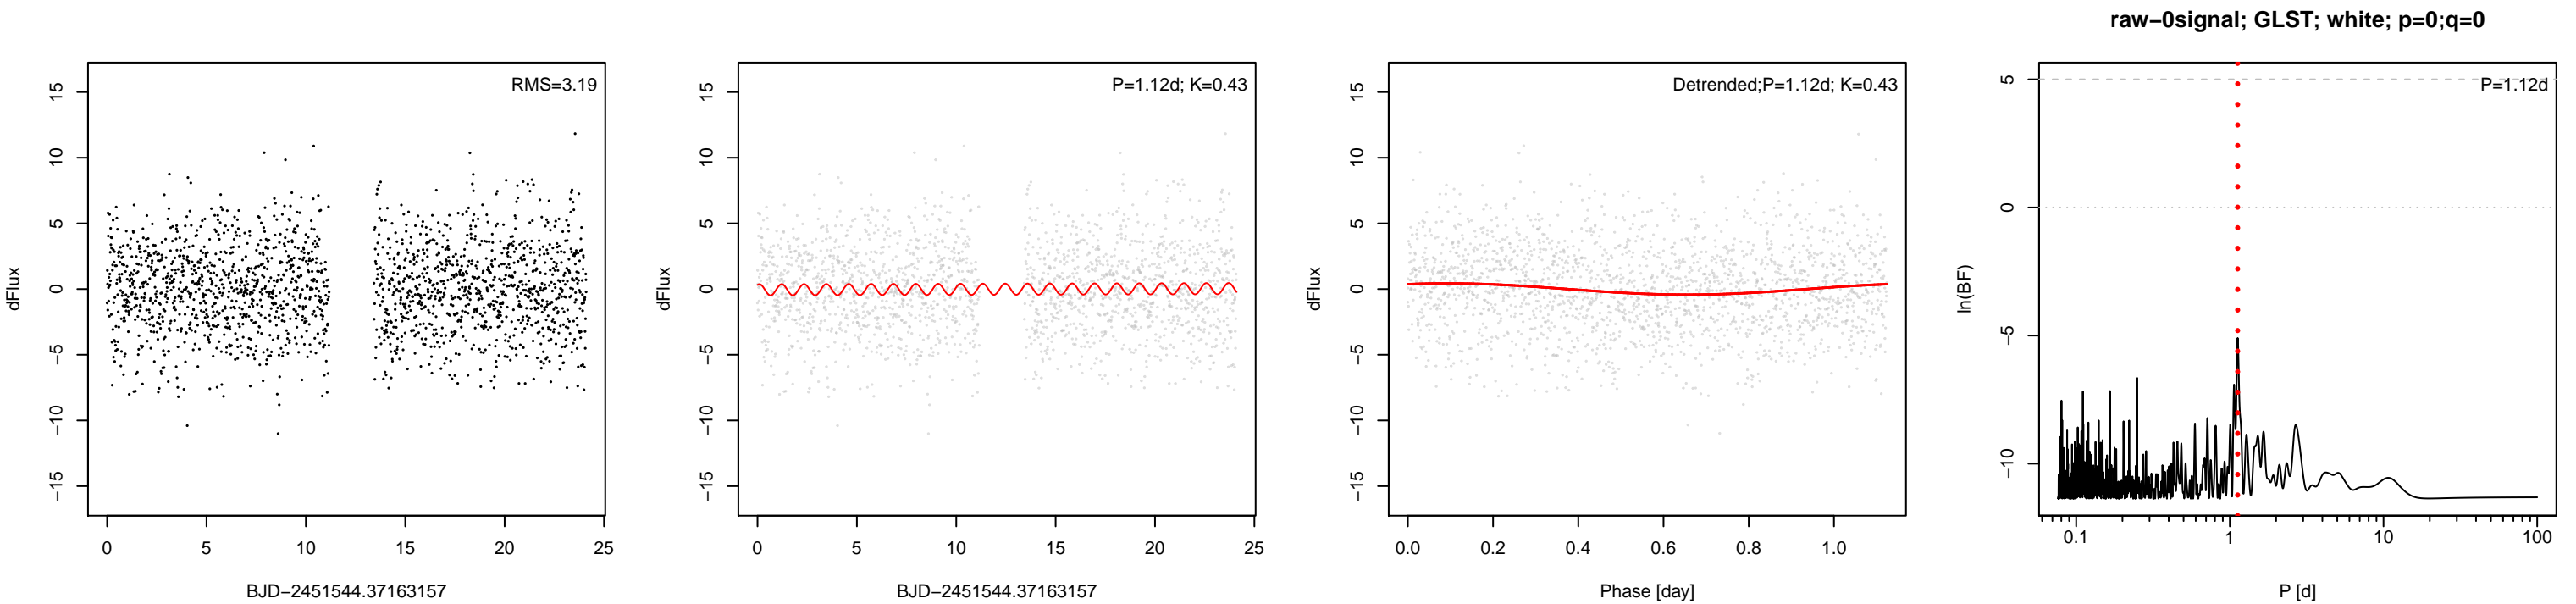 raw−0signal; GLST; white; p=0;q=0
RMS=3.19
dFlux
15
10
5
0
−5
−10
−15
0 5 10 15 20 25
BJD−2451544.37163157
P=1.12d; K=0.43
dFlux
15
10
5
0
−5
−10
−15
0 5 10 15 20 25
BJD−2451544.37163157
Detrended;P=1.12d; K=0.43
dFlux
15
10
5
0
−5
−10
−15
0.0 0.2 0.4 0.6 0.8 1.0
Phase [day]
P=1.12d
ln(BF)
5
0
−5
−10
0.1 1 10 100
P [d]